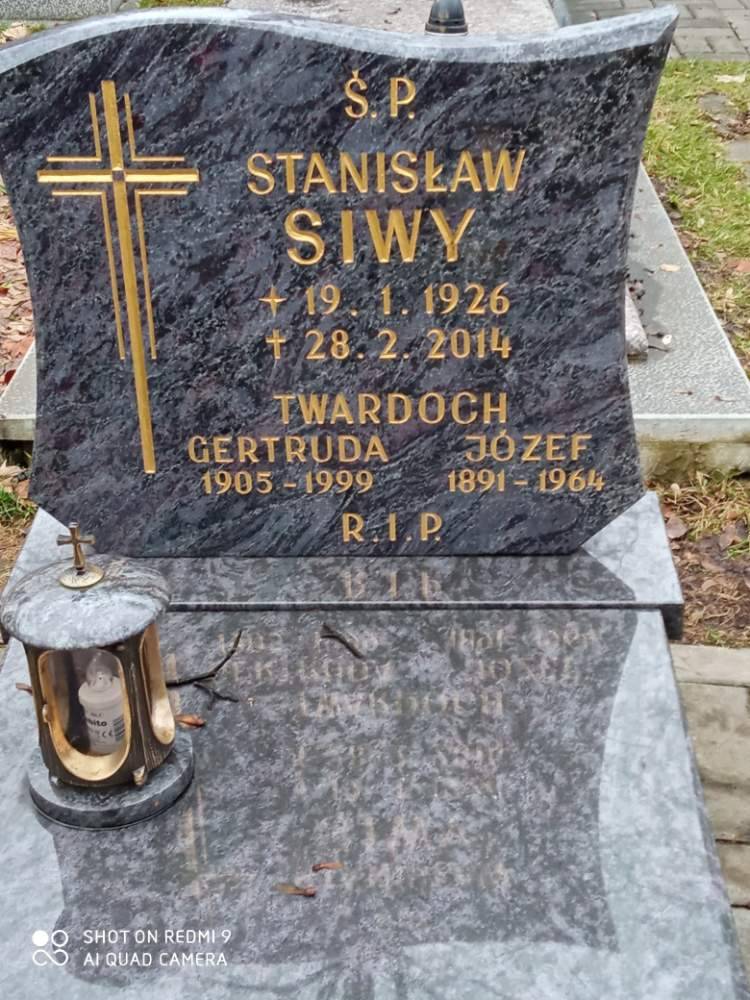 Ś. P.
STANISŁAW
SIWY
19. 1. 1926
28. 2. 2014
TWARDOCH
GERTRUDA JÓZEF
1905 - 1999 1891 - 1964
R. I. P.
SHOT ON REDMI 9
AI QUAD CAMERA